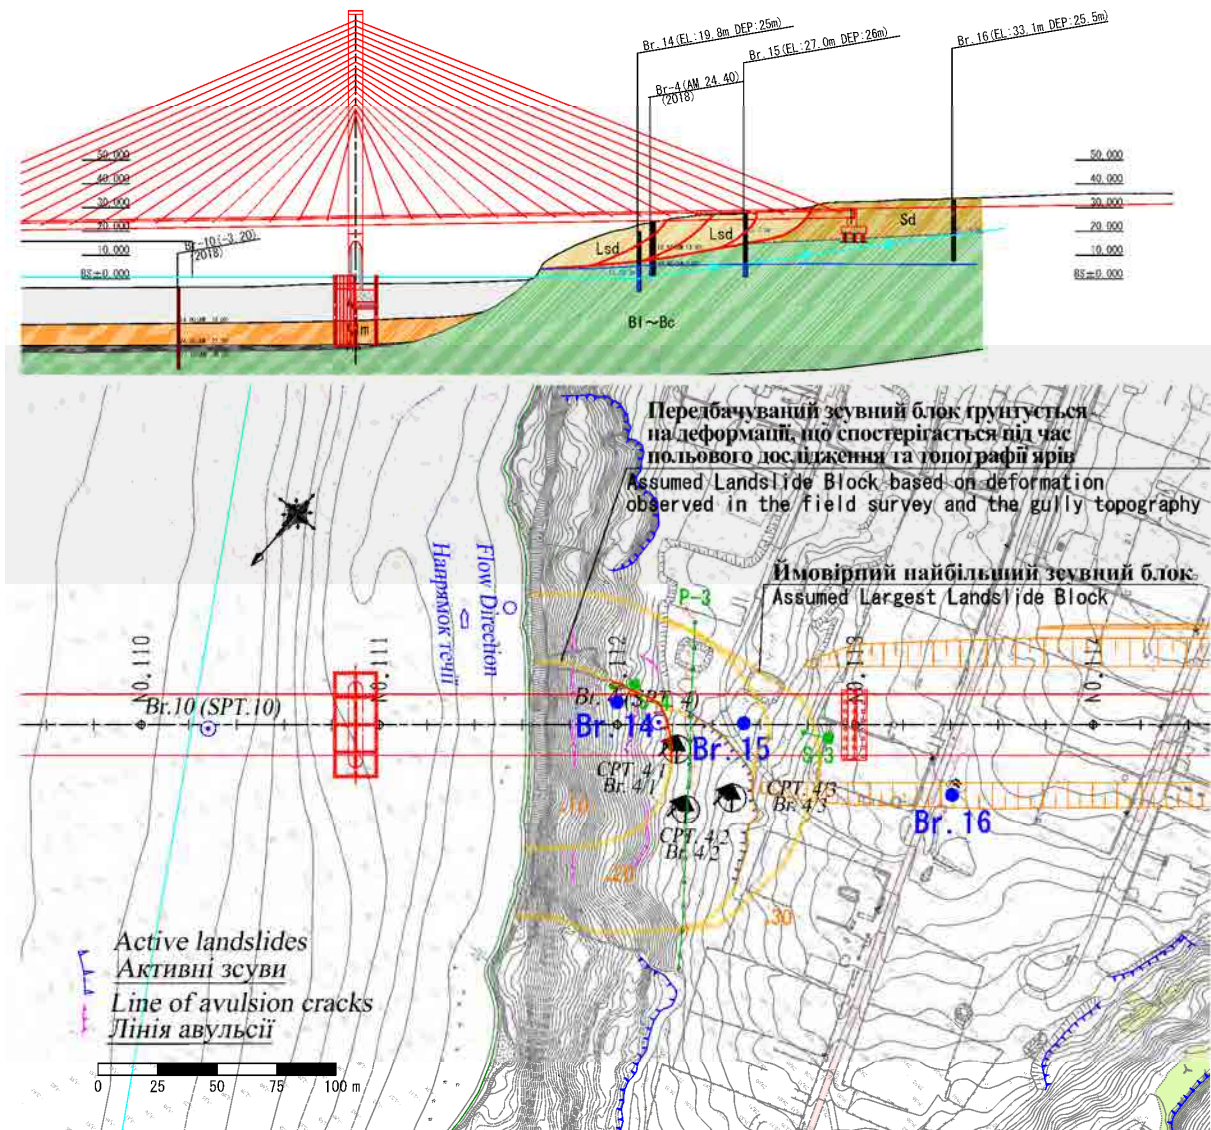 Br.14(EL:19.8m DEP:25m)
Br.15(EL:27.0m DEP:26m)
Br.16(EL:33.1m DEP:25.5m)
Br-4(AM 24.40)
(2018)
50.000
40.000
30.000
20.000
10.000
BS±0.000
50.000
40.000
30.000
20.000
10.000
BS±0.000
Br-10(-3.20)
(2018)
Lsd
Lsd
Sd
Bl~Bc
Передбачуваний зсувний блок ґрунтується
на деформації, що спостерігається під час
польового дослідження та топографії ярів
Assumed Landslide Block based on deformation
observed in the field survey and the gully topography
Ймовірний найбільший зсувний блок
Assumed Largest Landslide Block
Flow Direction
Напрямок течії
P-3
NO.110
NO.111
NO.113
NO.114
Br.10 (SPT.10)
Br. 14
Br. 15
S-3
CPT. 4/1
Br. 4/1
CPT. 4/3
Br. 4/3
CPT. 4/2
Br. 4/2
Br. 16
.10
.20
.30
Active landslides
Активні зсуви
Line of avulsion cracks
Лінія авульсії
0 25 50 75 100 m